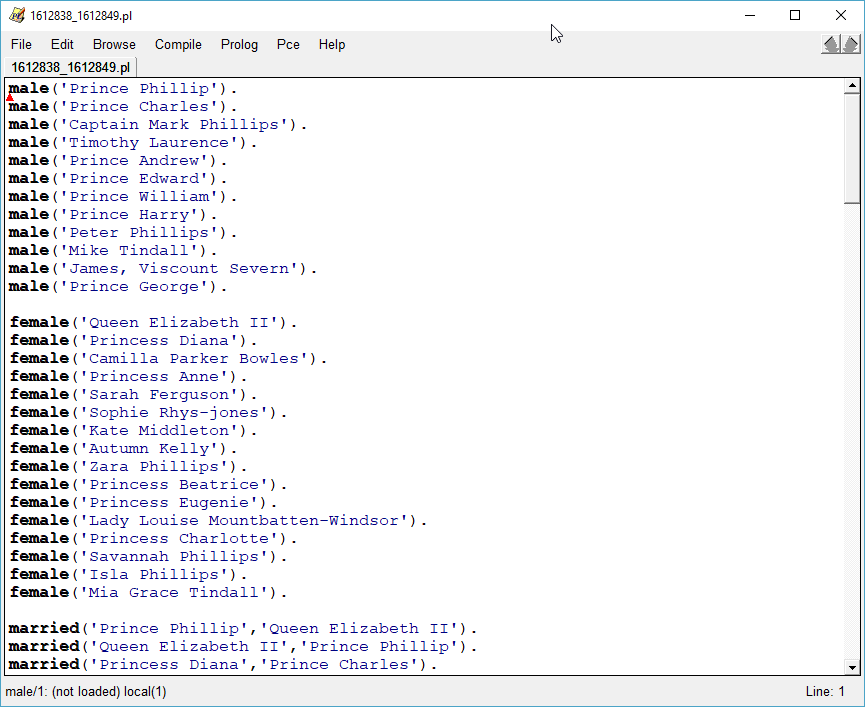 1612838_1612849.pl
File Edit Browse Compile Prolog Pce Help
1612838_1612849.pl
male('Prince Phillip').
male('Prince Charles').
male('Captain Mark Phillips').
male('Timothy Laurence').
male('Prince Andrew').
male('Prince Edward').
male('Prince William').
male('Prince Harry').
male('Peter Phillips').
male('Mike Tindall').
male('James, Viscount Severn').
male('Prince George').
female('Queen Elizabeth II').
female('Princess Diana').
female('Camilla Parker Bowles').
female('Princess Anne').
female('Sarah Ferguson').
female('Sophie Rhys-jones').
female('Kate Middleton').
female('Autumn Kelly').
female('Zara Phillips').
female('Princess Beatrice').
female('Princess Eugenie').
female('Lady Louise Mountbatten-Windsor').
female('Princess Charlotte').
female('Savannah Phillips').
female('Isla Phillips').
female('Mia Grace Tindall').
married('Prince Phillip','Queen Elizabeth II').
married('Queen Elizabeth II','Prince Phillip').
married('Princess Diana','Prince Charles').
male/1: (not loaded) local(1) Line: 1